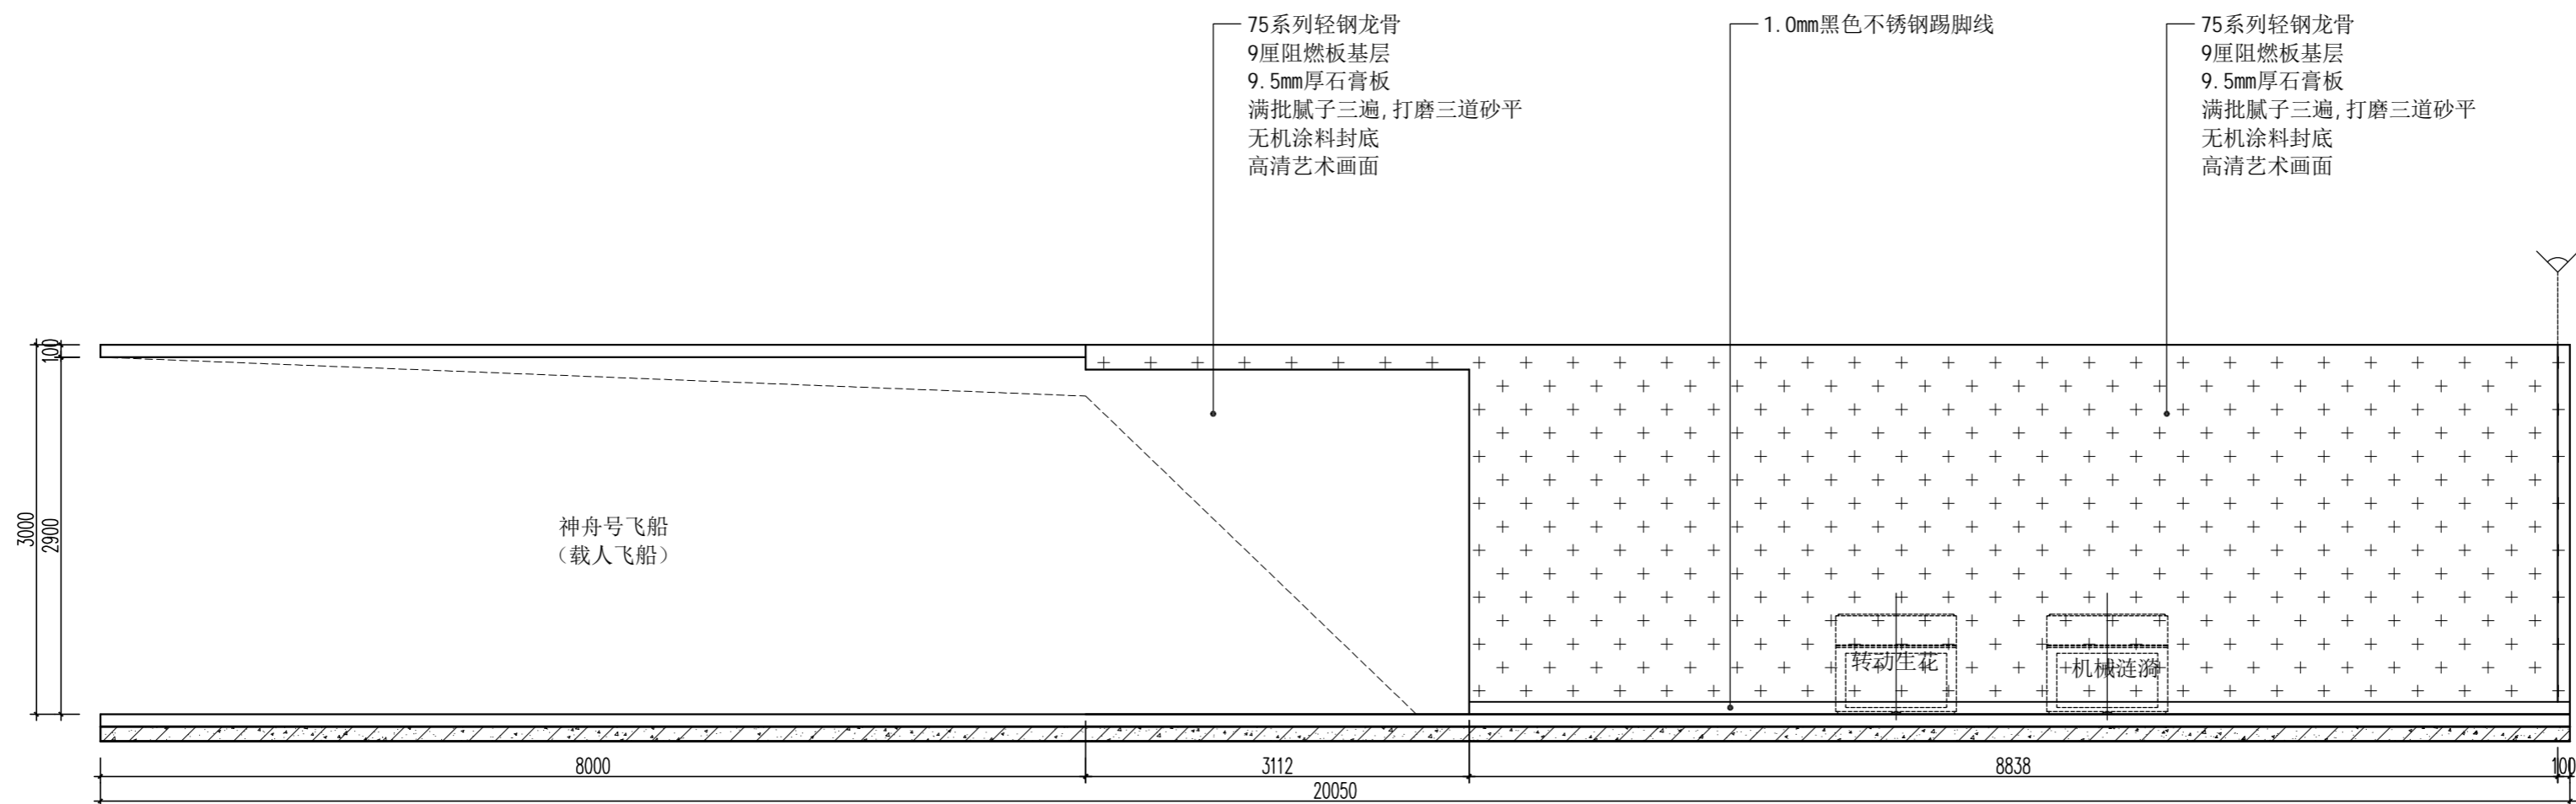 75系列轻钢龙骨
9厘阻燃板基层
9.5mm厚石膏板
满批腻子三遍,打磨三道砂平
无机涂料封底
高清艺术画面
1.0mm黑色不锈钢踢脚线
75系列轻钢龙骨
9厘阻燃板基层
9.5mm厚石膏板
满批腻子三遍,打磨三道砂平
无机涂料封底
高清艺术画面
100
3000
2900
神舟号飞船
（载人飞船）
转动生花
机械涟漪
8000
3112
8838
100
20050